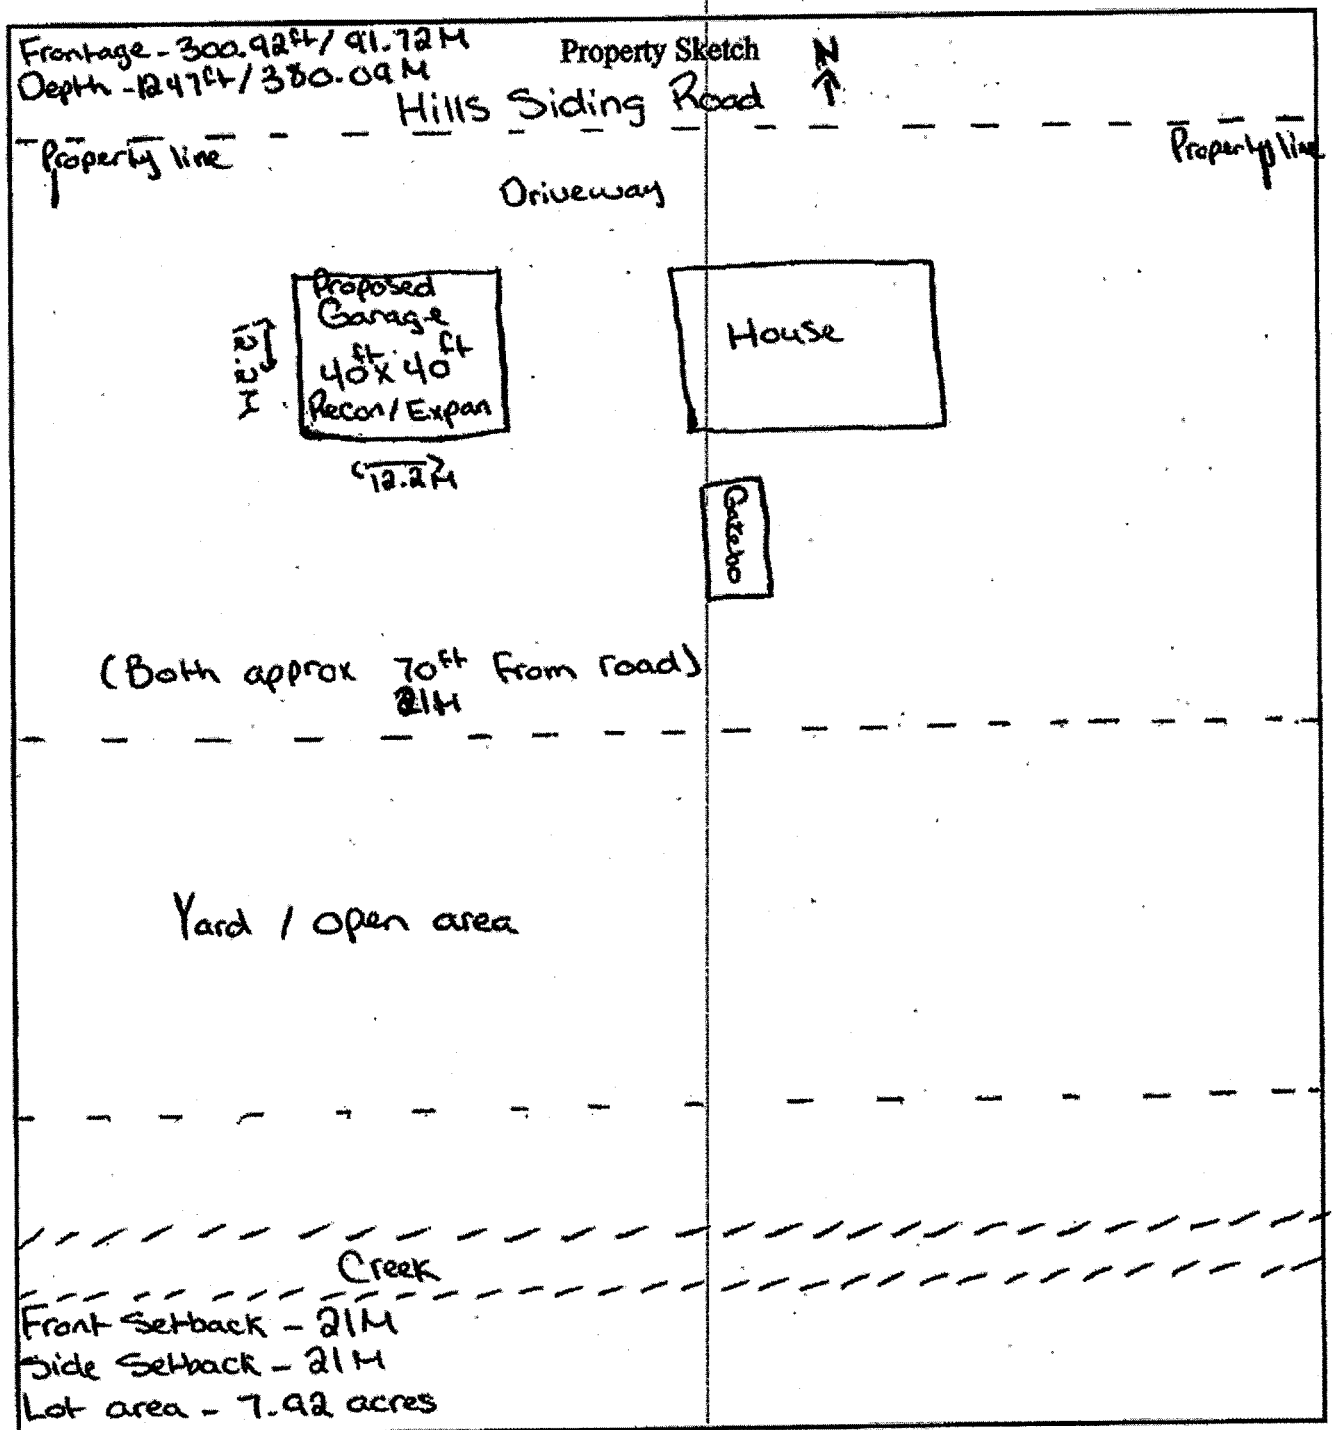 Frontage - 300.92ft / 91.72M
Property Sketch
N
Depth - 1247ft / 380.09M
Hills Siding Road
Property line
Property line
Driveway
Proposed
Garage
40ft x 40ft
Recon / Expan
12.2M
12.2M
House
Gazebo
(Both approx 70ft from road)
21M
Yard / open area
Creek
Front Setback - 21M
Side Setback - 21M
Lot area - 7.92 acres